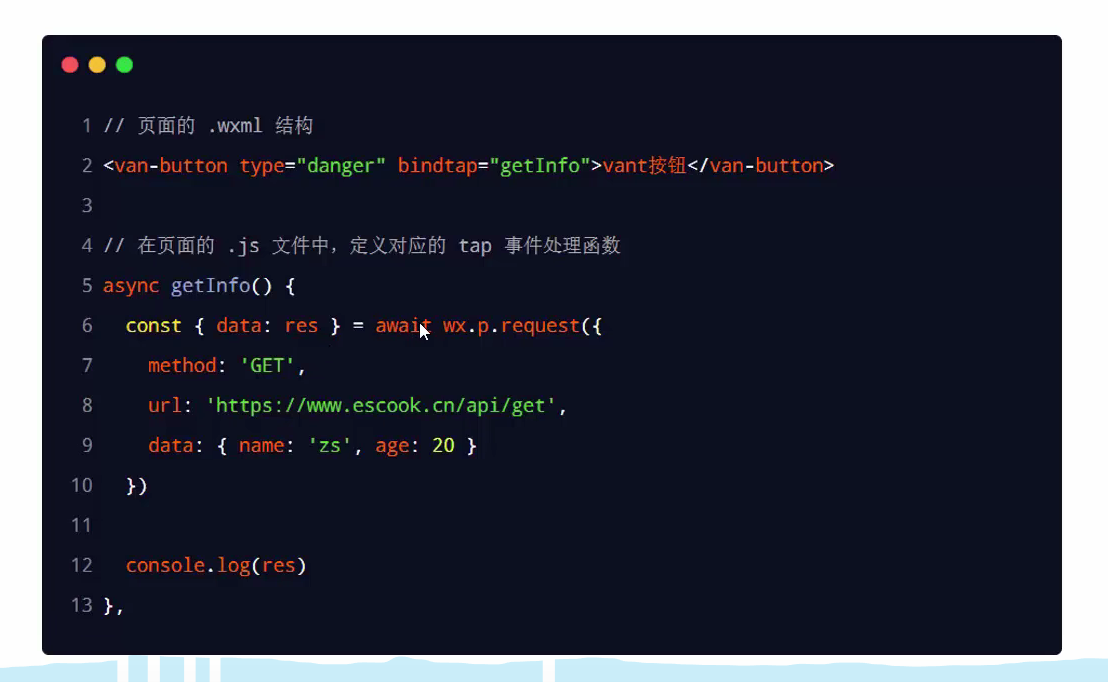 1 // 页面的 .wxml 结构
2 <van-button type="danger" bindtap="getInfo">vant按钮</van-button>
3
4 // 在页面的 .js 文件中，定义对应的 tap 事件处理函数
5 async getInfo() {
6   const { data: res } = await wx.p.request({
7     method: 'GET',
8     url: 'https://www.escook.cn/api/get',
9     data: { name: 'zs', age: 20 }
10   })
11
12   console.log(res)
13 },